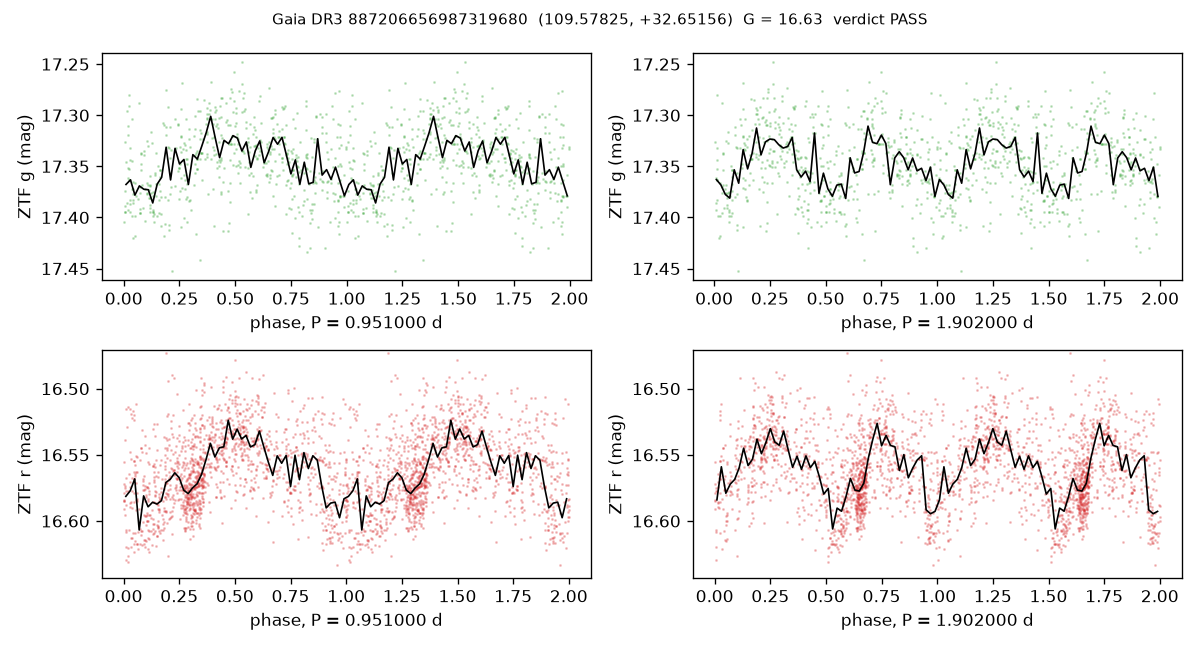 Gaia DR3 887206656987319680 (109.57825, +32.65156) G = 16.63 verdict PASS
ZTF g (mag)
17.25
17.30
17.35
17.40
17.45
0.00 0.25 0.50 0.75 1.00 1.25 1.50 1.75 2.00
phase, P = 0.951000 d
ZTF g (mag)
17.25
17.30
17.35
17.40
17.45
0.00 0.25 0.50 0.75 1.00 1.25 1.50 1.75 2.00
phase, P = 1.902000 d
ZTF r (mag)
16.50
16.55
16.60
0.00 0.25 0.50 0.75 1.00 1.25 1.50 1.75 2.00
phase, P = 0.951000 d
ZTF r (mag)
16.50
16.55
16.60
0.00 0.25 0.50 0.75 1.00 1.25 1.50 1.75 2.00
phase, P = 1.902000 d